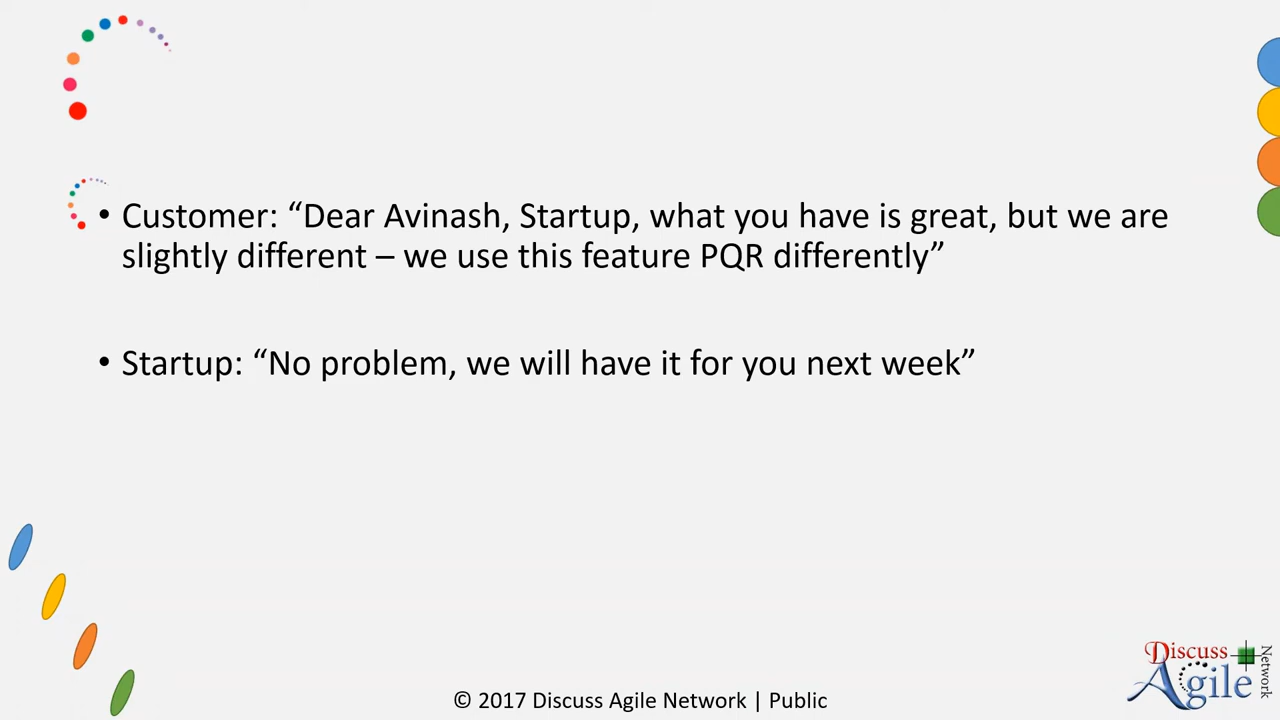 • Customer: “Dear Avinash, Startup, what you have is great, but we are
slightly different – we use this feature PQR differently”
• Startup: “No problem, we will have it for you next week”
© 2017 Discuss Agile Network | Public
Discuss
Agile
Network